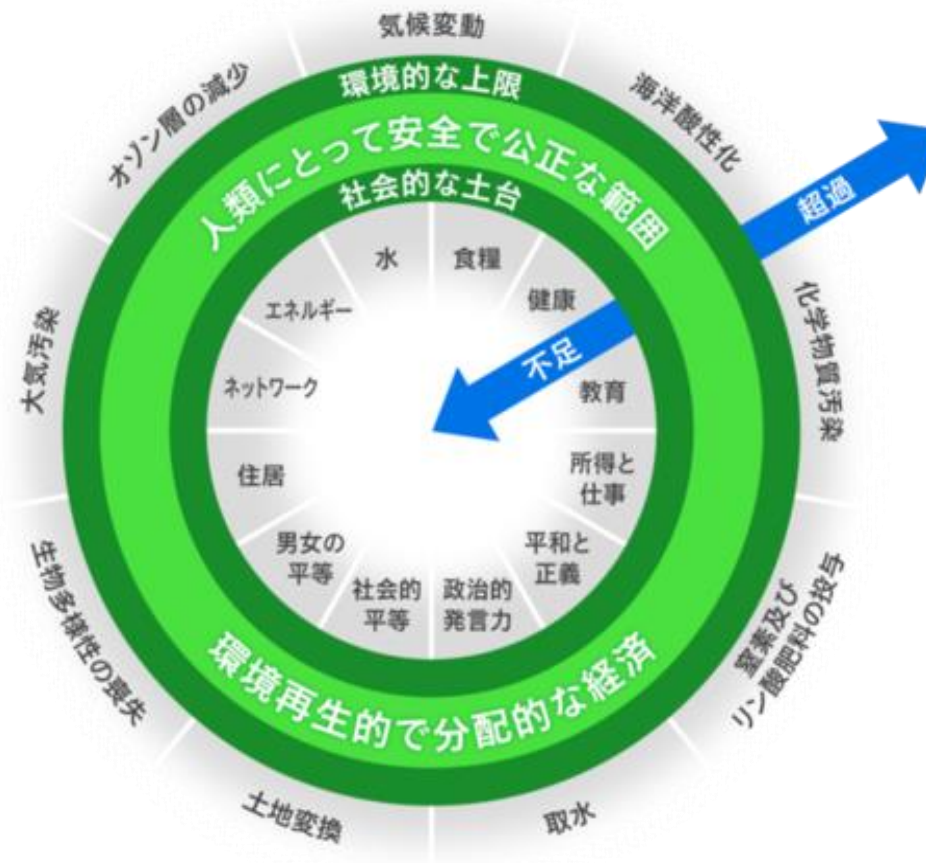 気候変動
海洋酸性化
化学物質汚染
窒素及び
リン酸肥料の投与
取水
土地変換
生物多様性の喪失
大気汚染
オゾン層の減少
環境的な上限
人類にとって安全で公正な範囲
社会的な土台
超過
不足
水
食糧
健康
教育
所得と
仕事
平和と
正義
政治的
発言力
社会的
平等
男女の
平等
住居
ネットワーク
エネルギー
環境再生的で分配的な経済